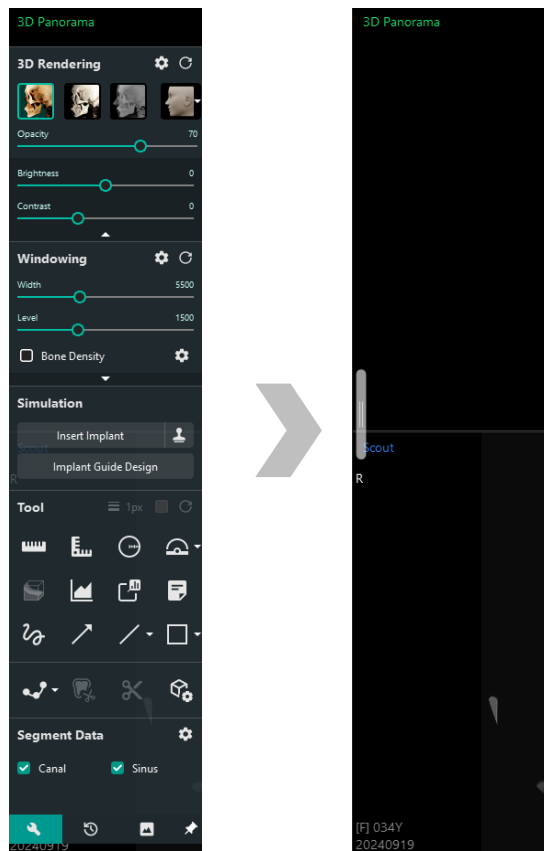 3D Panorama
3D Rendering
Opacity 70
Brightness 0
Contrast 0
Windowing
Width 5500
Level 1500
Bone Density
Simulation
Insert Implant
Scout
Implant Guide Design
R
Tool 1px
Segment Data
Canal Sinus
20240919
3D Panorama
Scout
R
[F] 034Y
20240919